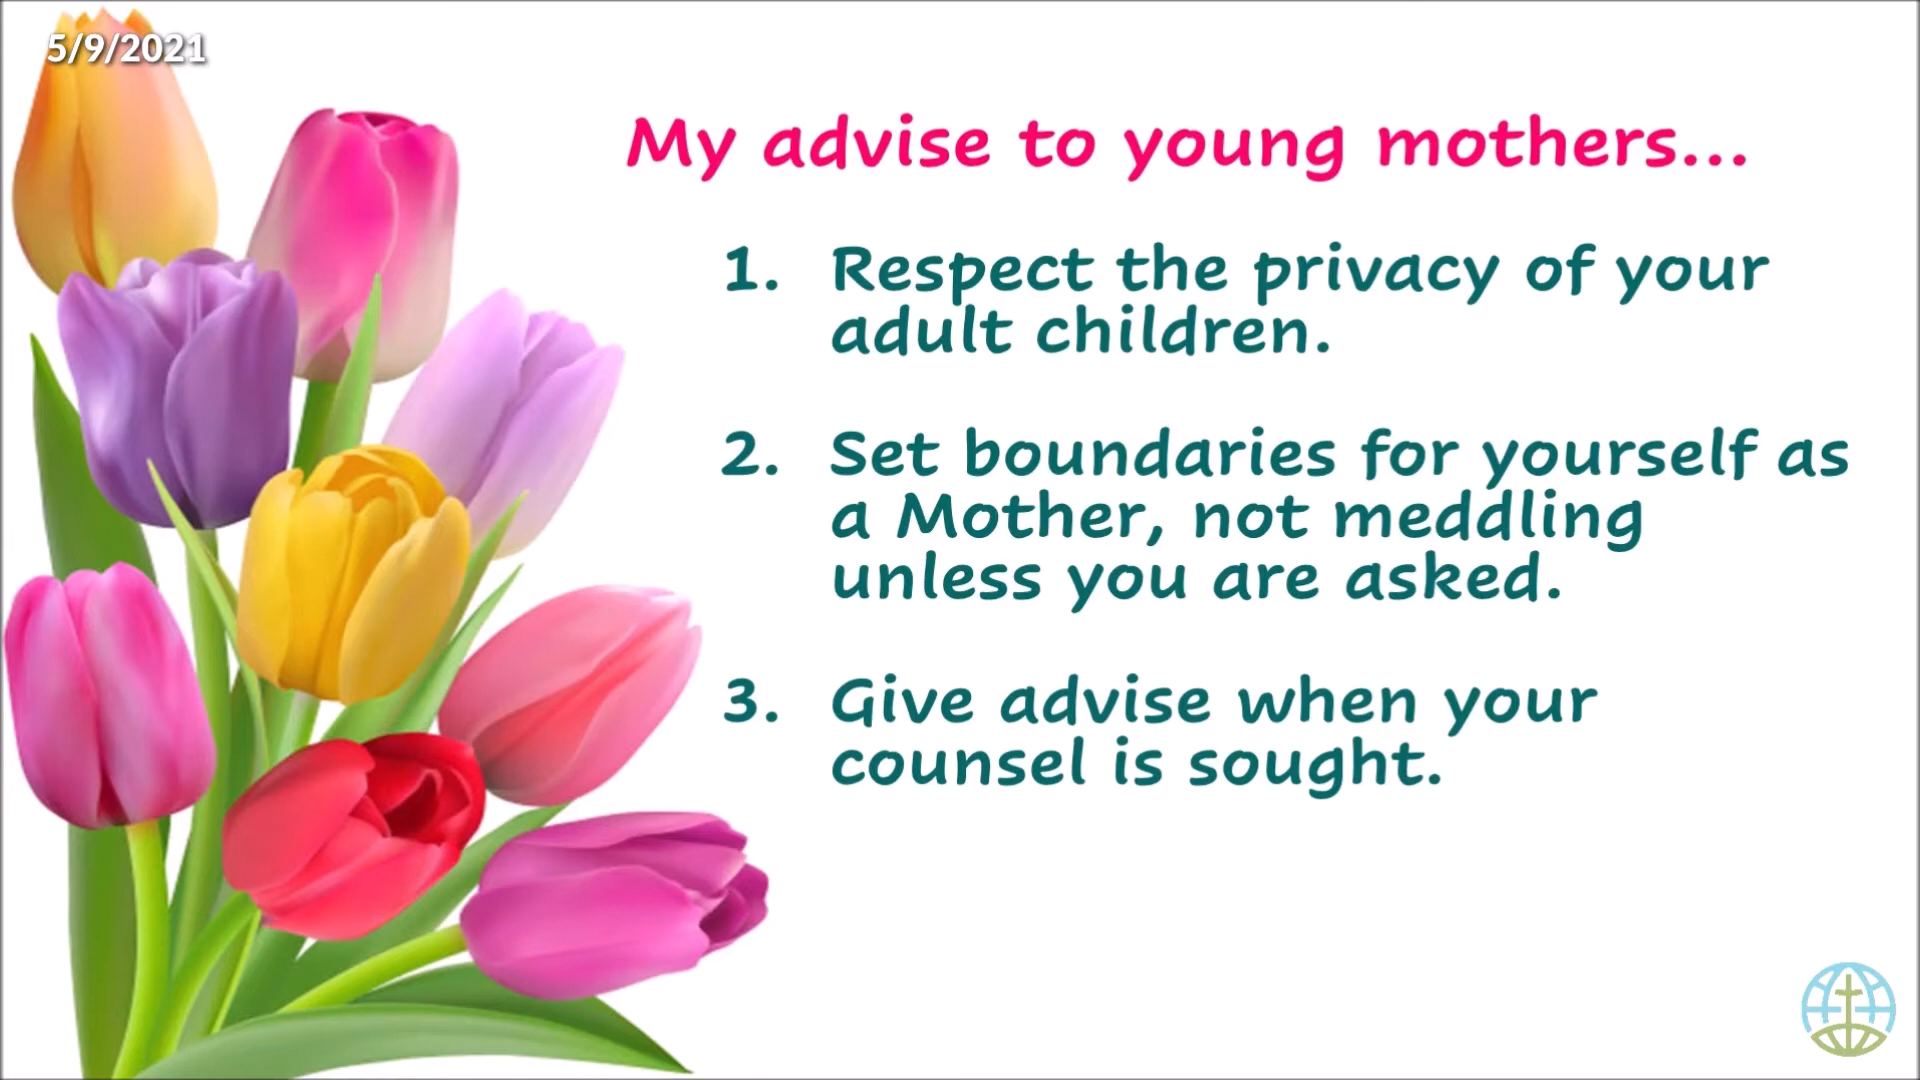 5/9/2021
My advise to young mothers...
1. Respect the privacy of your
adult children.
2. Set boundaries for yourself as
a Mother, not meddling
unless you are asked.
3. Give advise when your
counsel is sought.